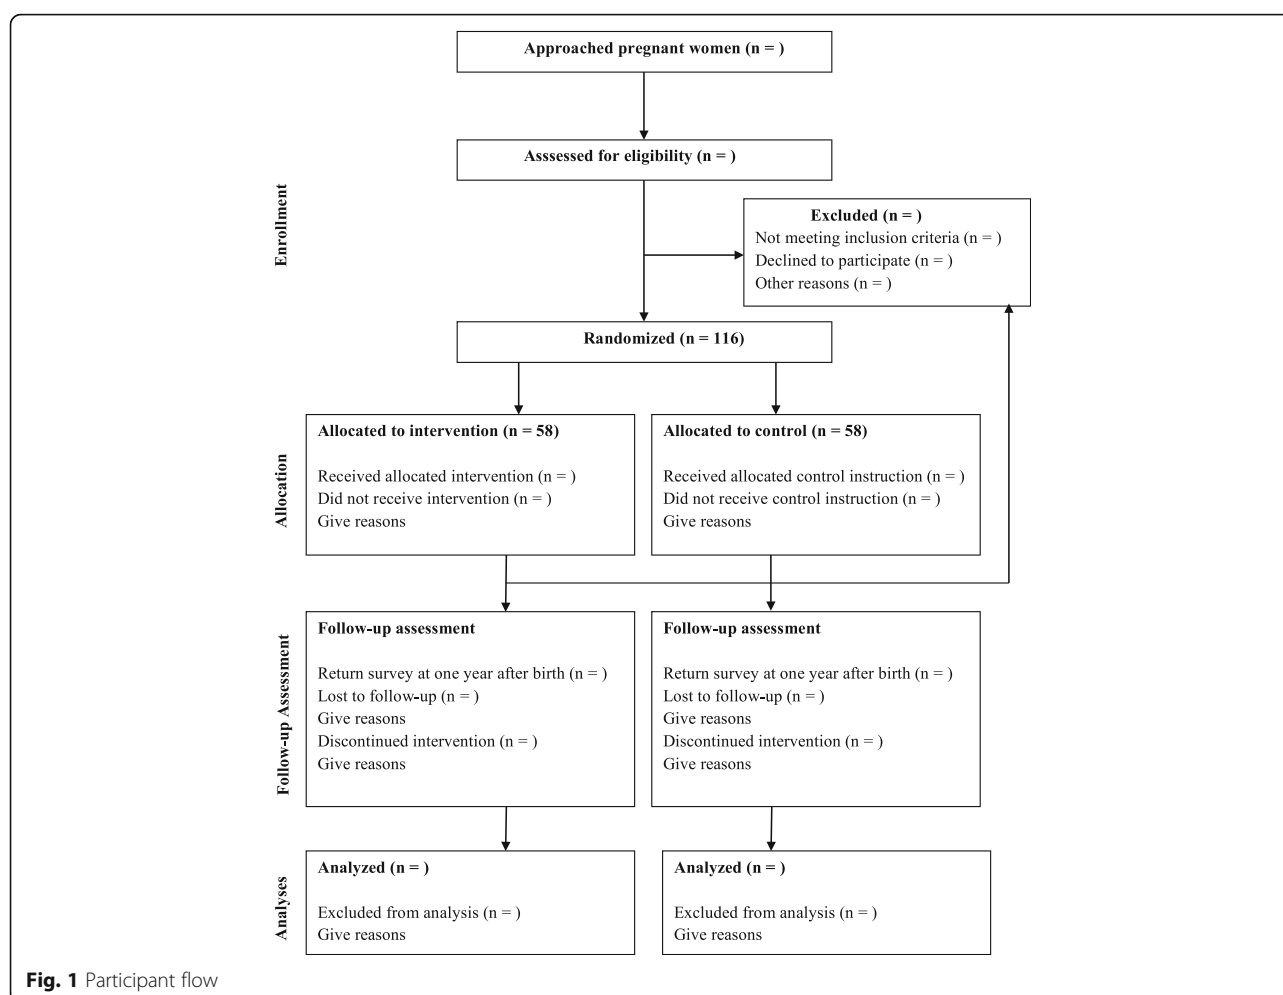 Approached pregnant women (n = )
Asssessed for eligibility (n = )
Enrollment
Excluded (n = )
Not meeting inclusion criteria (n = )
Declined to participate (n = )
Other reasons (n = )
Randomized (n = 116)
Allocation
Allocated to intervention (n = 58)
Received allocated intervention (n = )
Did not receive intervention (n = )
Give reasons
Allocated to control (n = 58)
Received allocated control instruction (n = )
Did not receive control instruction (n = )
Give reasons
Follow-up Assessment
Follow-up assessment
Return survey at one year after birth (n = )
Lost to follow-up (n = )
Give reasons
Discontinued intervention (n = )
Give reasons
Follow-up assessment
Return survey at one year after birth (n = )
Lost to follow-up (n = )
Give reasons
Discontinued intervention (n = )
Give reasons
Analyses
Analyzed (n = )
Excluded from analysis (n = )
Give reasons
Analyzed (n = )
Excluded from analysis (n = )
Give reasons
Fig. 1 Participant flow